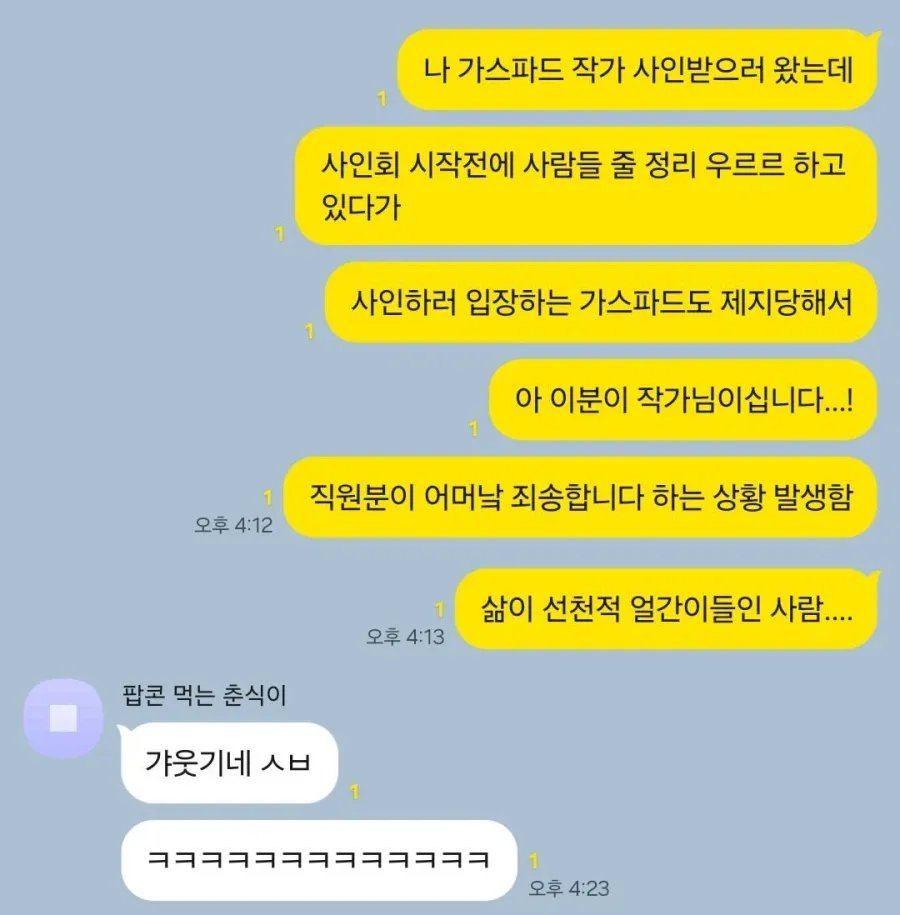 나 가스파드 작가 사인받으러 왔는데
1
사인회 시작전에 사람들 줄 정리 우르르 하고
있다가
1
사인하러 입장하는 가스파드도 제지당해서
1
아 이분이 작가님이십니다...!
1
직원분이 어머낰 죄송합니다 하는 상황 발생함
1
오후 4:12
삶이 선천적 얼간이들인 사람....
1
오후 4:13
팝콘 먹는 춘식이
갸웃기네 ㅅㅂ
1
ㅋㅋㅋㅋㅋㅋㅋㅋㅋㅋㅋㅋㅋ
1
오후 4:23